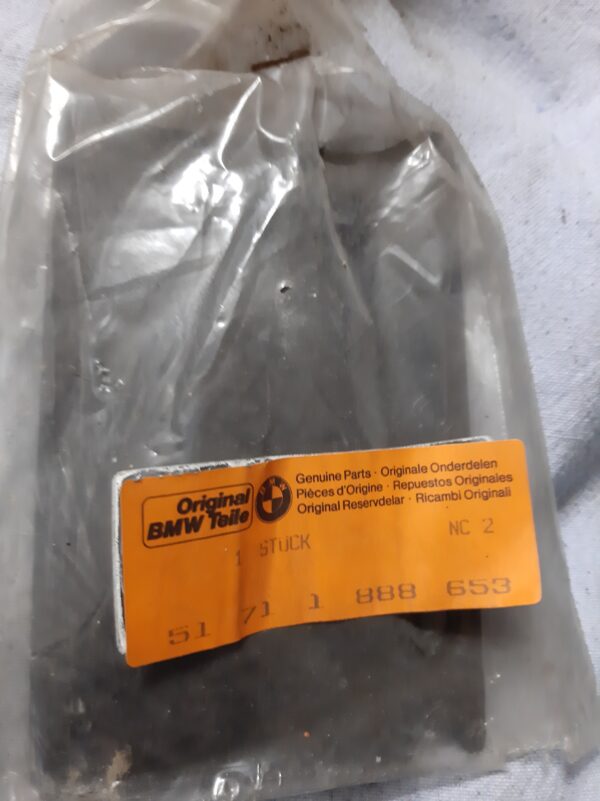 Original
BMW Teile
BMW
Genuine Parts · Originale Onderdelen
Pièces d'Origine · Repuestos Originales
Original Reservdelar · Ricambi Originali
1 STÜCK NC 2
51 71 1 888 653